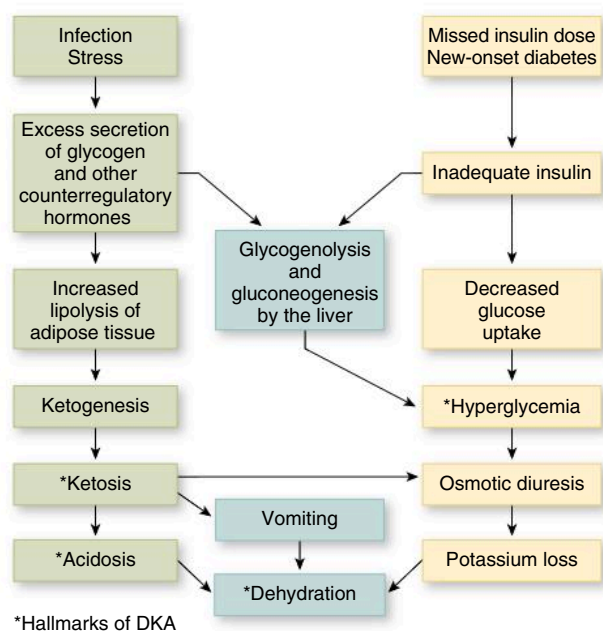 Infection
Stress
Missed insulin dose
New-onset diabetes
Excess secretion
of glycogen
and other
counterregulatory
hormones
Inadequate insulin
Glycogenolysis
and
gluconeogenesis
by the liver
Increased
lipolysis of
adipose tissue
Decreased
glucose
uptake
Ketogenesis
*Hyperglycemia
*Ketosis
Osmotic diuresis
Vomiting
*Acidosis
Potassium loss
*Dehydration
*Hallmarks of DKA